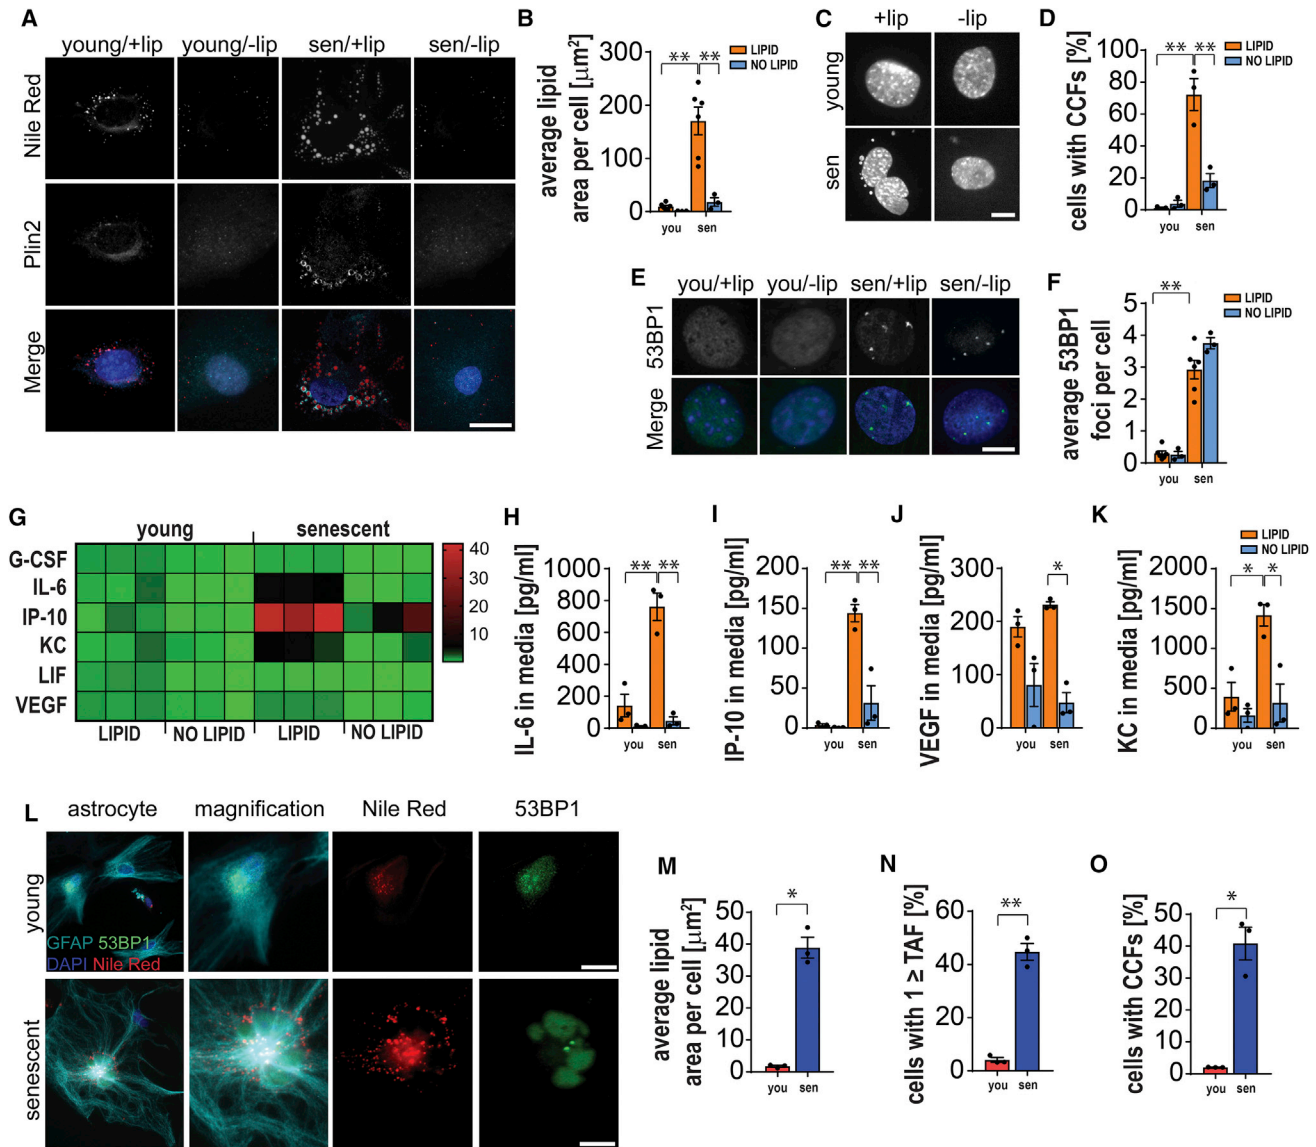 A
young/+lip young/-lip sen/+lip sen/-lip
Nile Red
Plin2
Merge
B
average lipid
area per cell [µm²]
300
200
100
0
** **
LIPID
NO LIPID
you sen
C
+lip -lip
young
sen
D
cells with CCFs [%]
100
80
60
40
20
0
** **
LIPID
NO LIPID
you sen
E
you/+lip you/-lip sen/+lip sen/-lip
53BP1
Merge
F
average 53BP1
foci per cell
5
4
3
2
1
0
**
LIPID
NO LIPID
you sen
G
young senescent
G-CSF
IL-6
IP-10
KC
LIF
VEGF
LIPID NO LIPID LIPID NO LIPID
40
30
20
10
H
IL-6 in media [pg/ml]
1000
800
600
400
200
0
** **
you sen
I
IP-10 in media [pg/ml]
200
150
100
50
0
** **
you sen
J
VEGF in media [pg/ml]
300
200
100
0
*
you sen
K
KC in media [pg/ml]
2000
1500
1000
500
0
* *
LIPID
NO LIPID
you sen
L
astrocyte magnification Nile Red 53BP1
young
GFAP 53BP1
DAPI Nile Red
senescent
M
average lipid
area per cell [µm²]
50
40
30
20
10
0
*
you sen
N
cells with 1 ≥ TAF [%]
60
40
20
0
**
you sen
O
cells with CCFs [%]
50
40
30
20
10
0
*
you sen